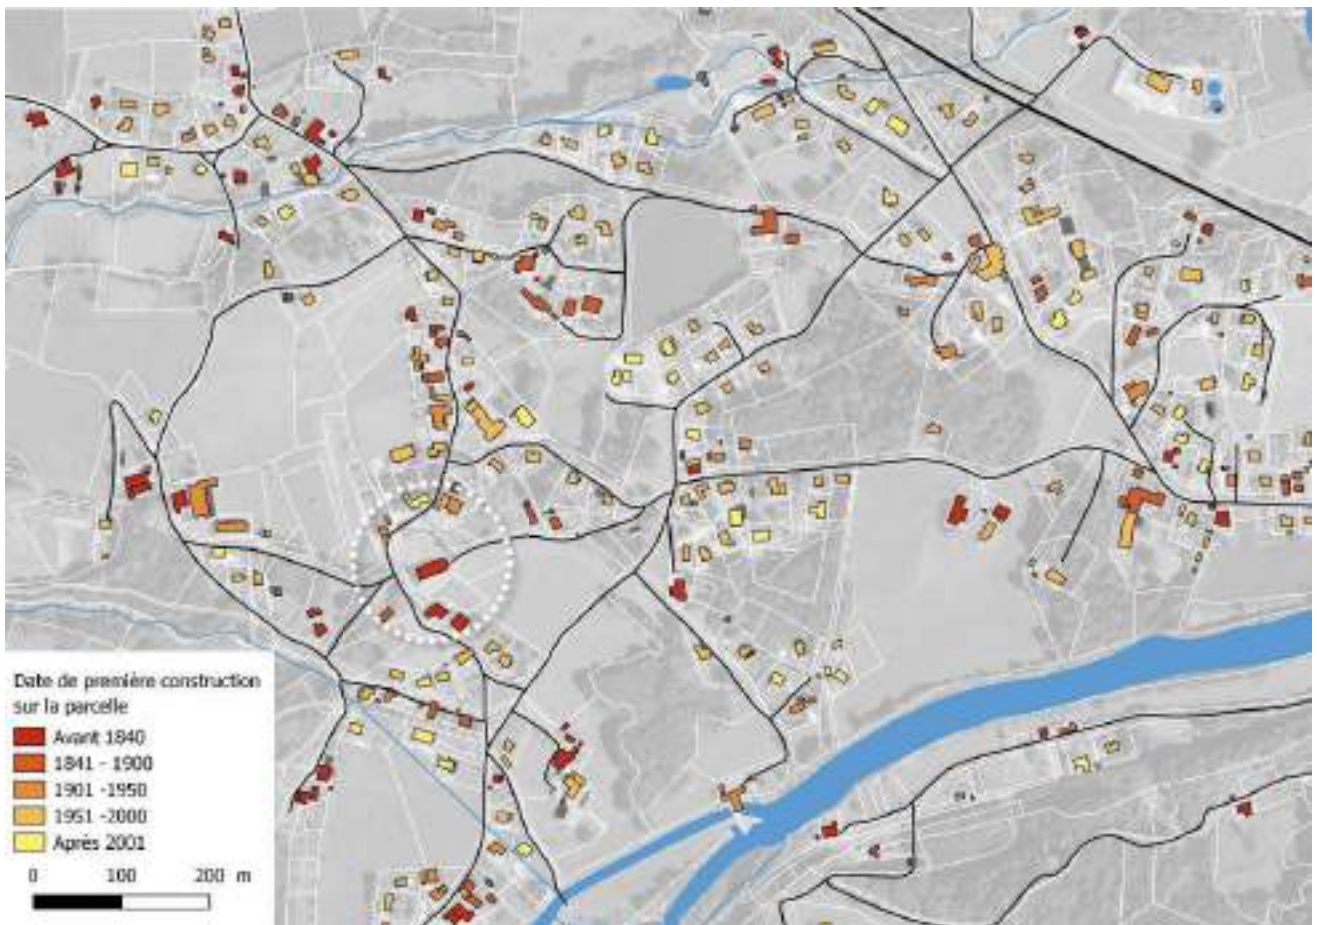 Date de première construction
sur la parcelle
Avant 1840
1841 - 1900
1901 -1950
1951 -2000
Après 2001
0 100 200 m